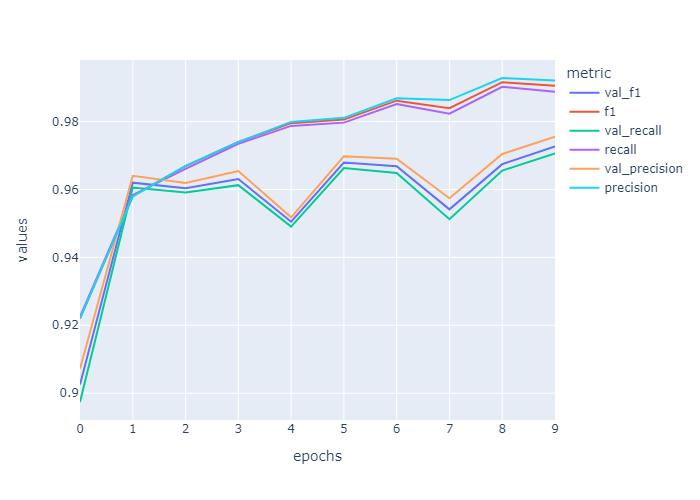 metric
val_f1
f1
val_recall
recall
val_precision
precision
values
0.98
0.96
0.94
0.92
0.9
0 1 2 3 4 5 6 7 8 9
epochs